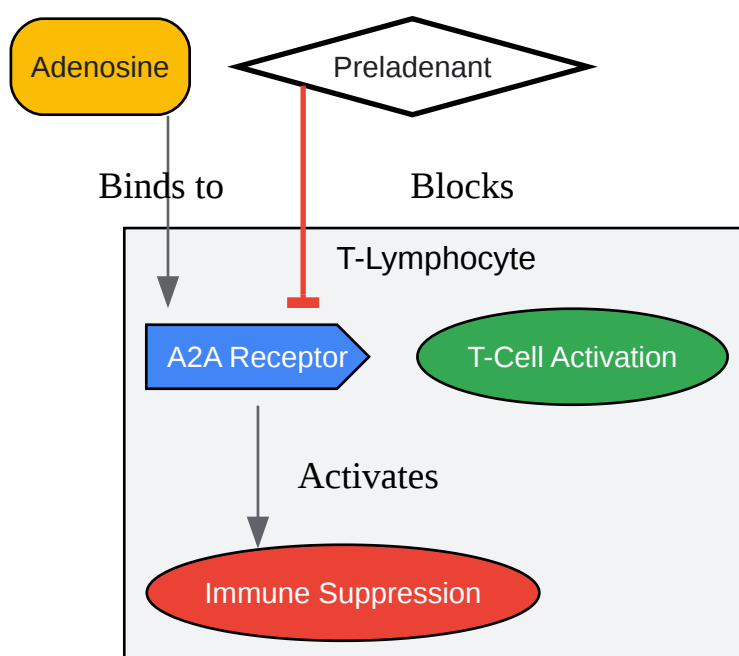 Adenosine
Preladenant
Binds to
Blocks
T-Lymphocyte
A2A Receptor
T-Cell Activation
Activates
Immune Suppression